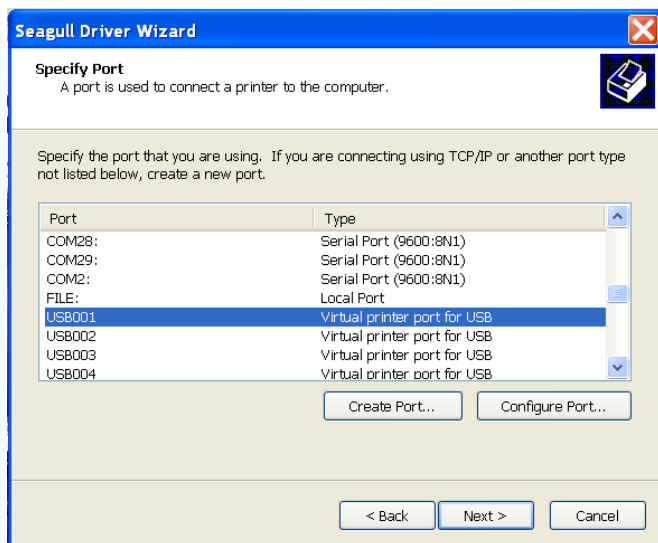 Seagull Driver Wizard
Specify Port
A port is used to connect a printer to the computer.
Specify the port that you are using. If you are connecting using TCP/IP or another port type
not listed below, create a new port.
Port Type
COM28: Serial Port (9600:8N1)
COM29: Serial Port (9600:8N1)
COM2: Serial Port (9600:8N1)
FILE: Local Port
USB001 Virtual printer port for USB
USB002 Virtual printer port for USB
USB003 Virtual printer port for USB
USB004 Virtual printer port for USB
Create Port... Configure Port...
< Back Next > Cancel